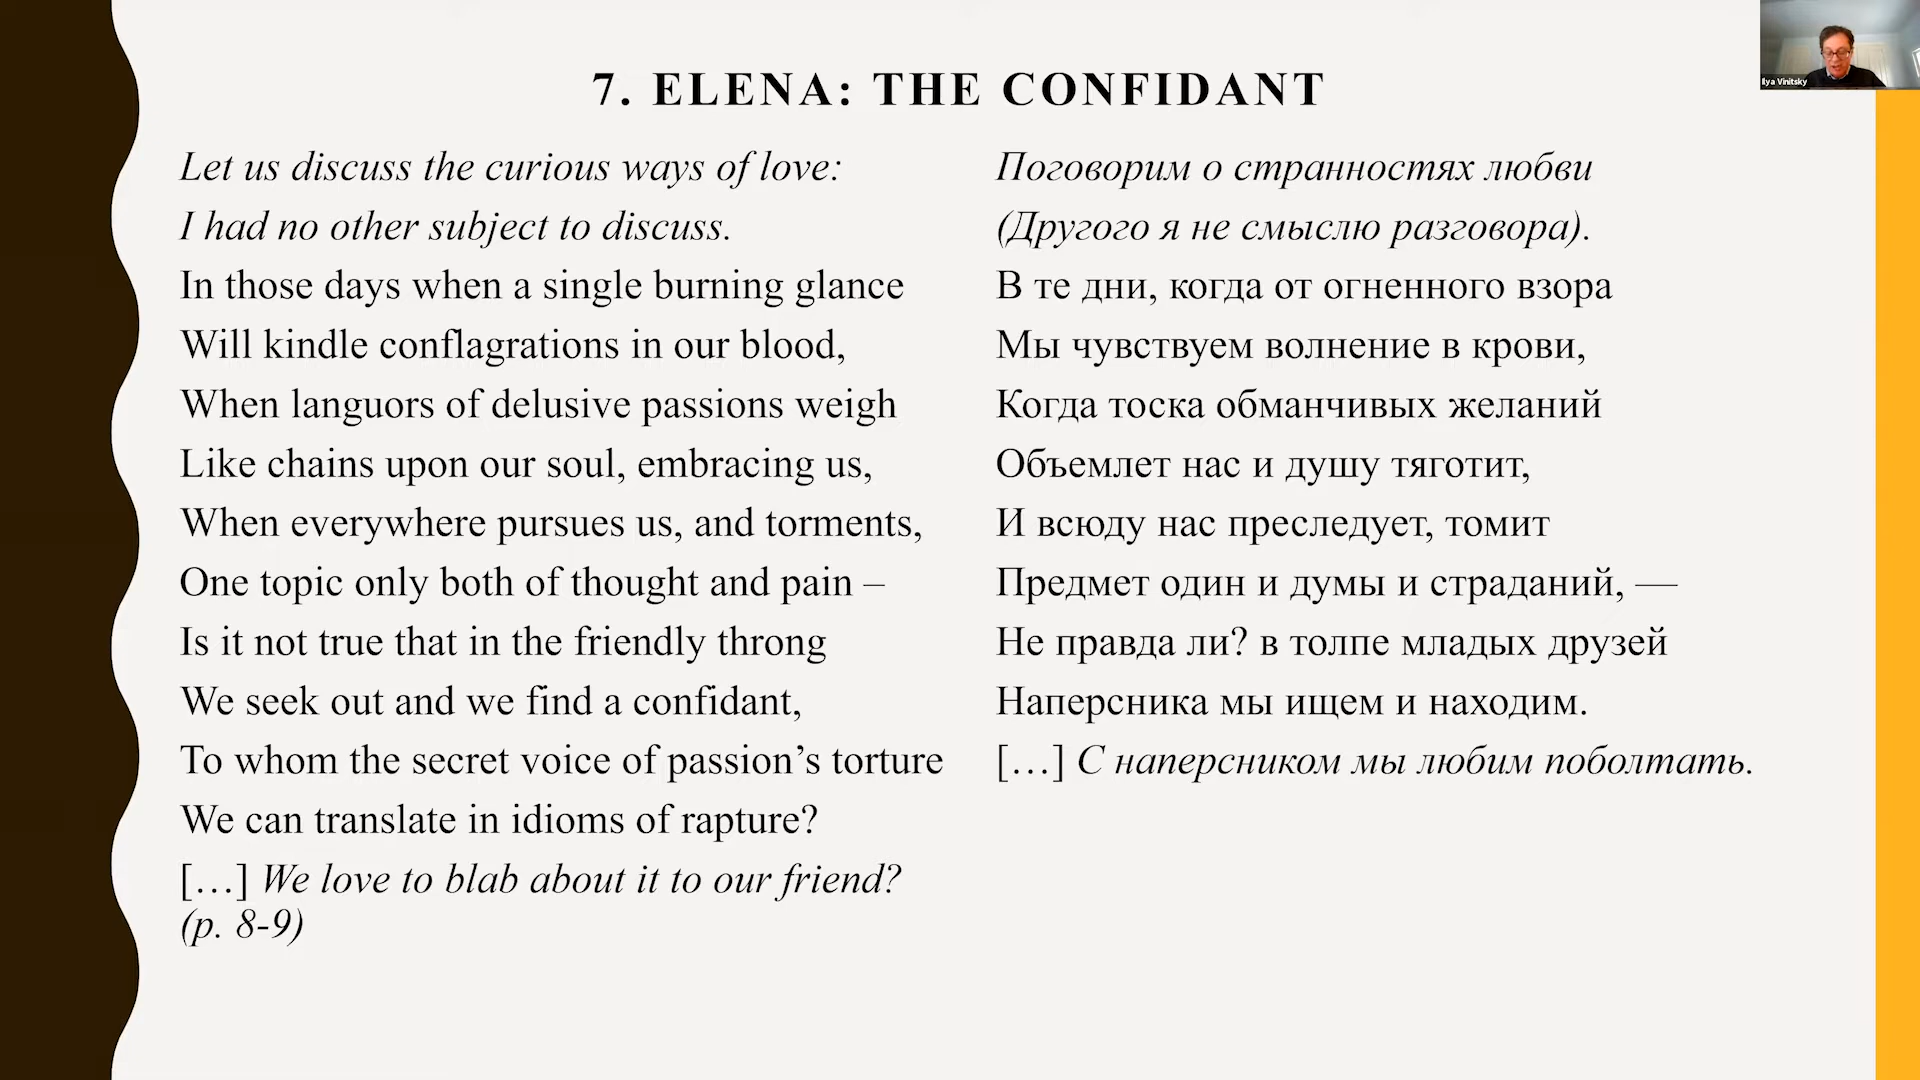 7. ELENA: THE CONFIDANT
Let us discuss the curious ways of love:
I had no other subject to discuss.
In those days when a single burning glance
Will kindle conflagrations in our blood,
When languors of delusive passions weigh
Like chains upon our soul, embracing us,
When everywhere pursues us, and torments,
One topic only both of thought and pain –
Is it not true that in the friendly throng
We seek out and we find a confidant,
To whom the secret voice of passion’s torture
We can translate in idioms of rapture?
[…] We love to blab about it to our friend?
(p. 8-9)
Поговорим о странностях любви
(Другого я не смыслю разговора).
В те дни, когда от огненного взора
Мы чувствуем волнение в крови,
Когда тоска обманчивых желаний
Объемлет нас и душу тяготит,
И всюду нас преследует, томит
Предмет один и думы и страданий, —
Не правда ли? в толпе младых друзей
Наперсника мы ищем и находим.
[…] С наперсником мы любим поболтать.
Ilya Vinitsky